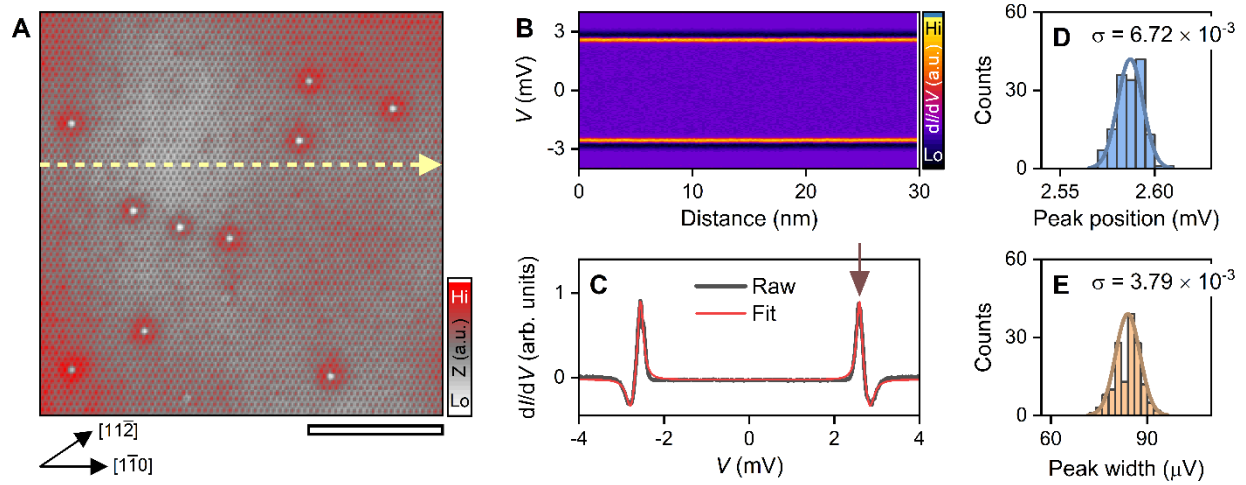 A
Hi
Z (a.u.)
Lo
[112̅]
[11̅0]
B
3
0
-3
V (mV)
0
10
20
30
Distance (nm)
Hi
dI/dV (a.u.)
Lo
C
Raw
Fit
1
0
dI/dV (arb. units)
-4
-2
0
2
4
V (mV)
D
σ = 6.72 × 10⁻³
60
30
0
Counts
2.55
2.60
Peak position (mV)
E
σ = 3.79 × 10⁻³
60
30
0
Counts
60
90
Peak width (μV)